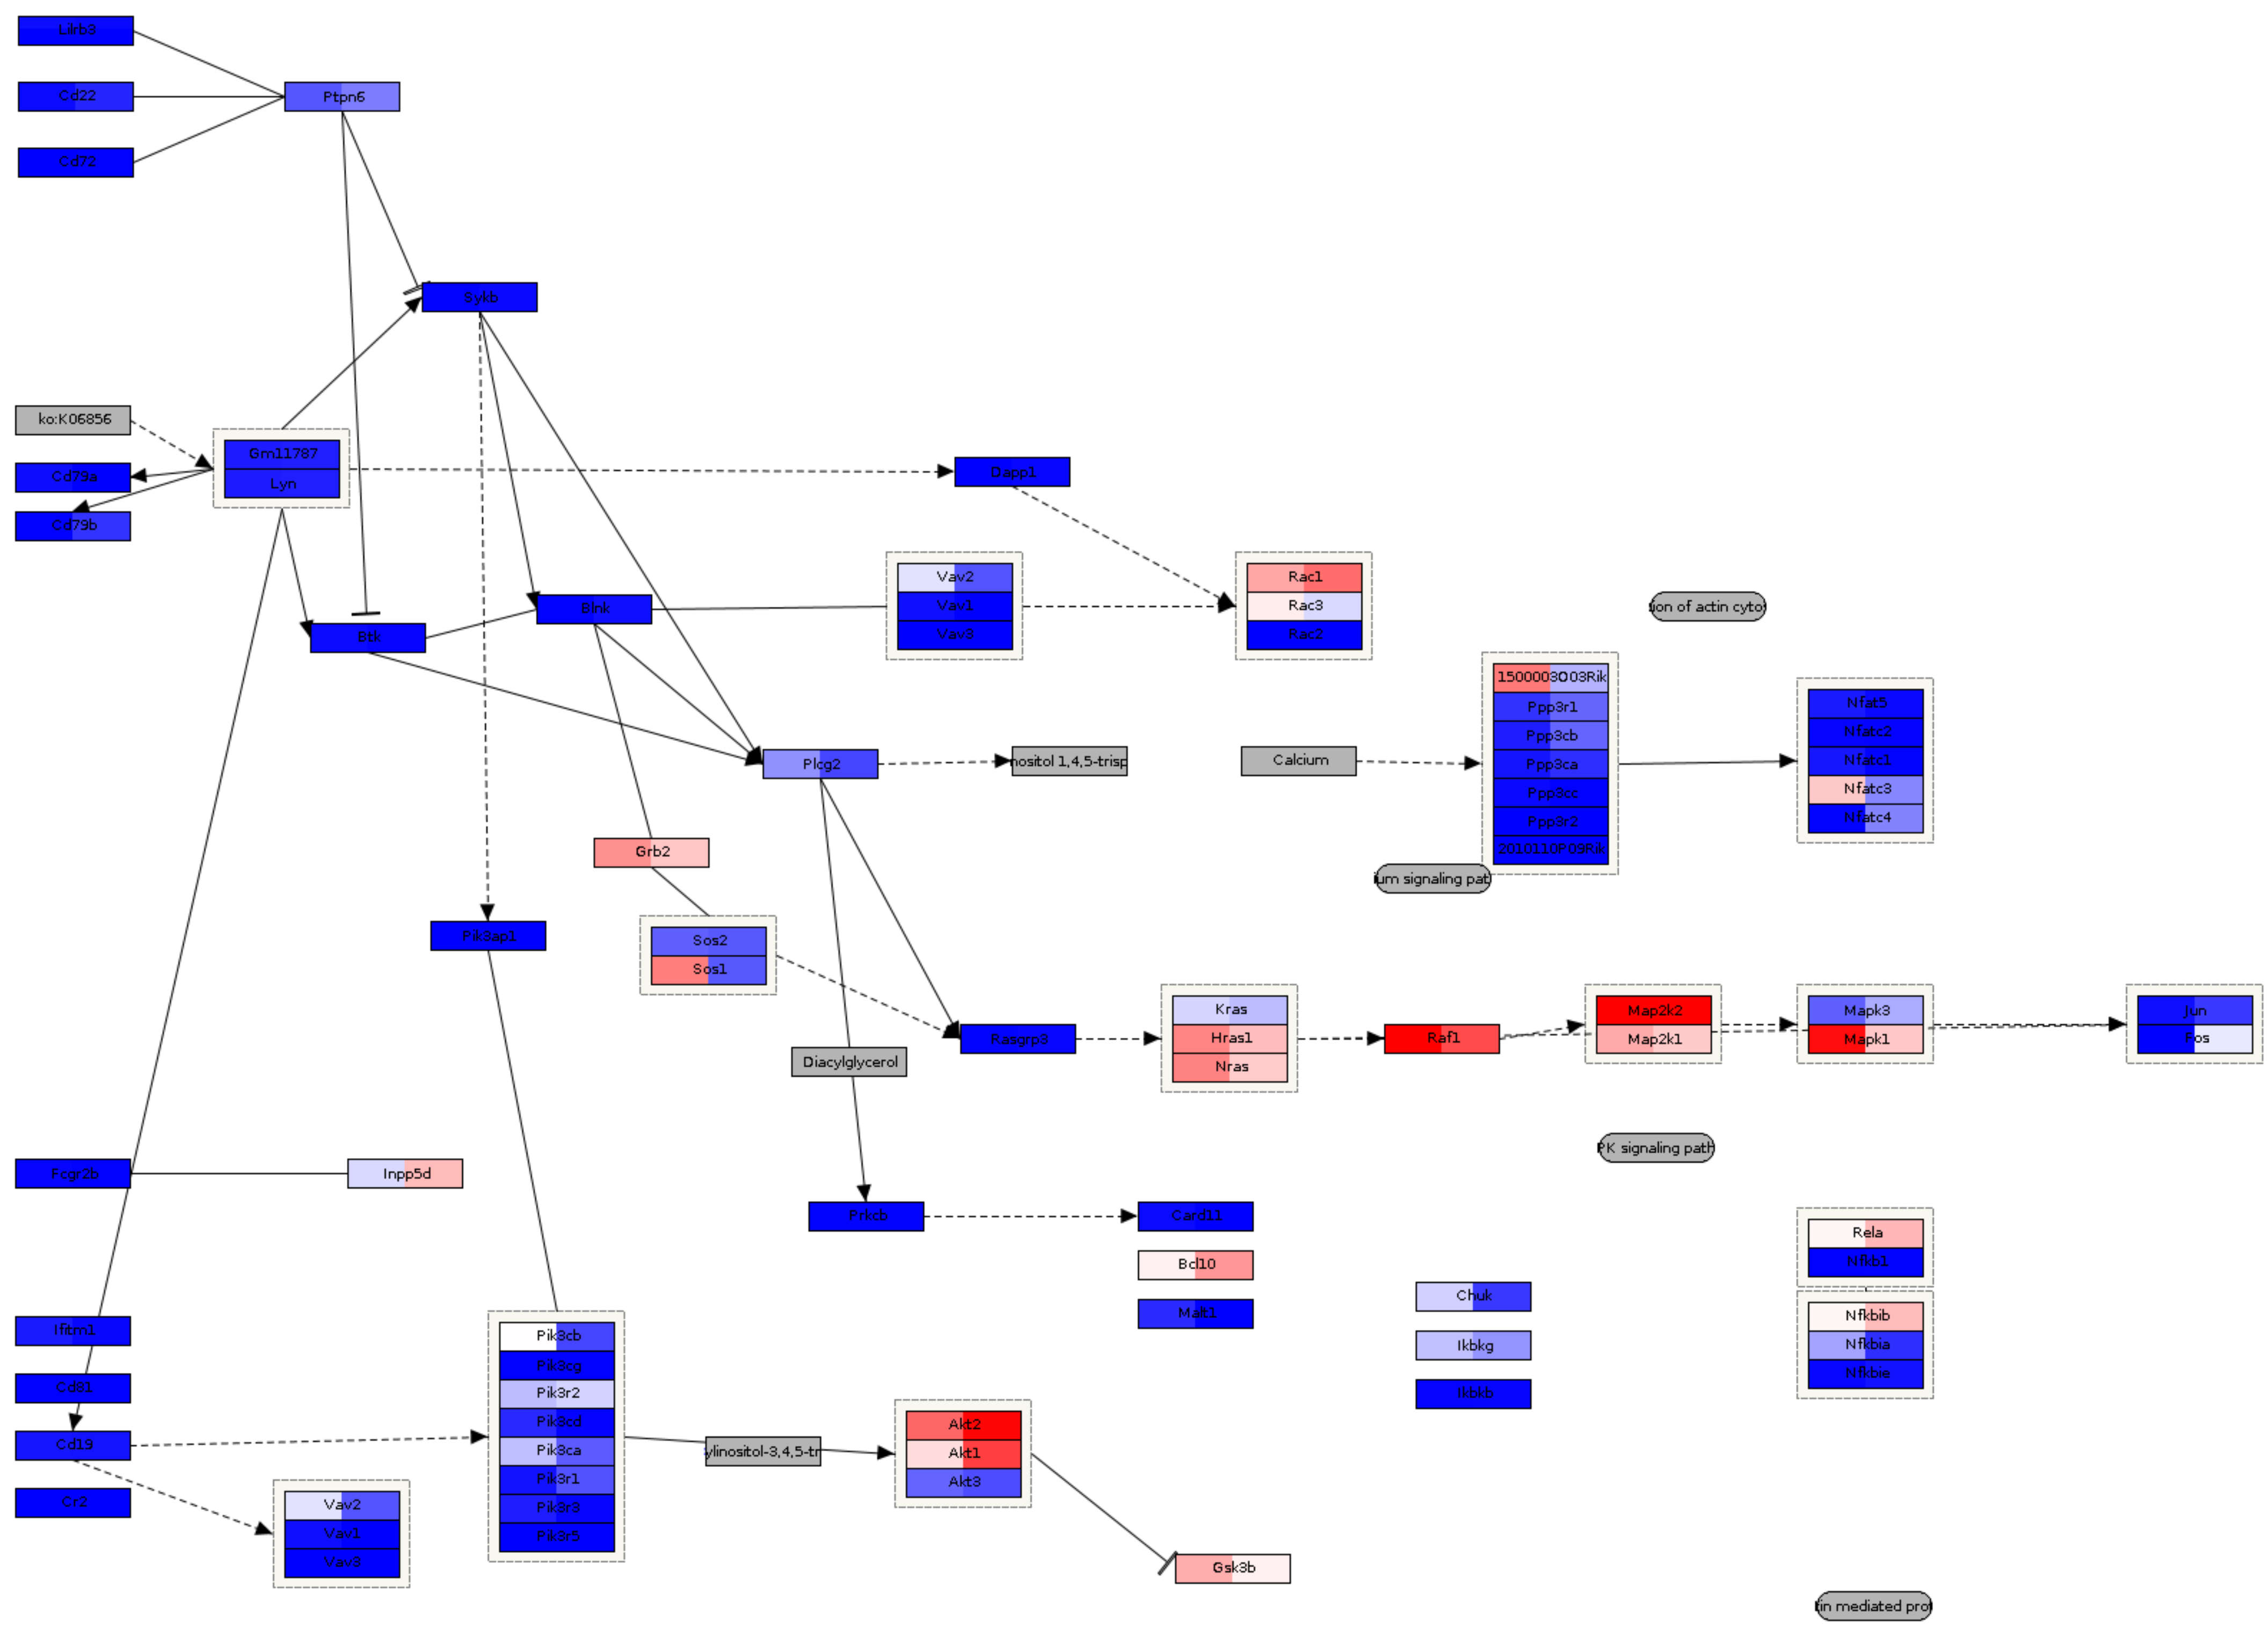 Lilrb3
Cd22
Ptpn6
Cd72
Sykb
ko:K06856
Gm11787
Lyn
Cd79a
Cd79b
Dapp1
Vav2
Vav1
Vav3
Rac1
Rac3
Rac2
Btk
Blnk
ion of actin cyto
1500003O03Rik
Ppp3r1
Ppp3cb
Ppp3ca
Ppp3cc
Ppp3r2
2010110P09Rik
Nfat5
Nfatc2
Nfatc1
Nfatc3
Nfatc4
Plcg2
nositol 1,4,5-trisp
Calcium
Grb2
um signaling pat
Pik3ap1
Sos2
Sos1
Rasgrp3
Diacylglycerol
Kras
Hras1
Nras
Raf1
Map2k2
Map2k1
Mapk3
Mapk1
Jun
Fos
PK signaling path
Fcgr2b
Inpp5d
Prkcb
Card11
Bcl10
Malt1
Chuk
Ikbkg
Ikbkb
Rela
Nfkb1
Nfkbib
Nfkbia
Nfkbie
Ifitm1
Cd81
Cd19
Cr2
Vav2
Vav1
Vav3
Pik3cb
Pik3cg
Pik3r2
Pik3cd
Pik3ca
Pik3r1
Pik3r3
Pik3r5
ylinositol-3,4,5-tr
Akt2
Akt1
Akt3
Gsk3b
tin mediated prot